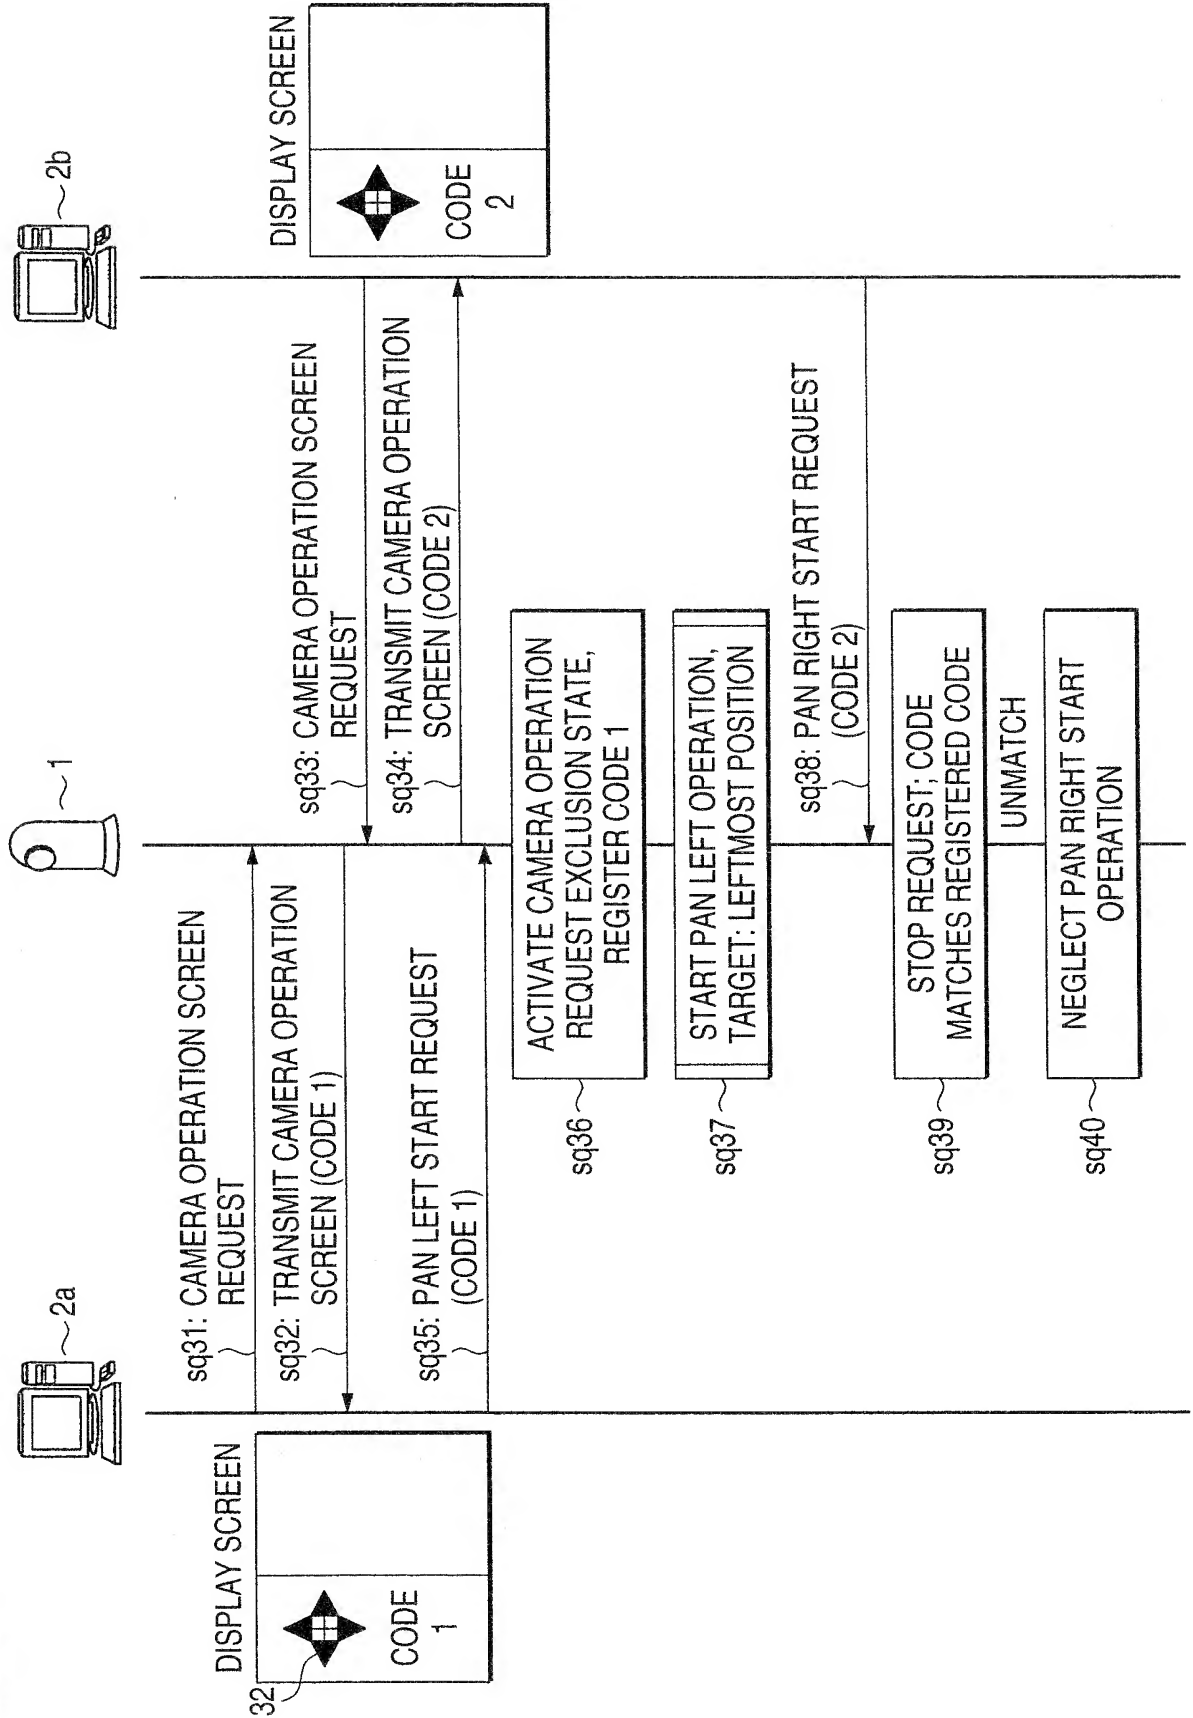 2a
1
2b
sq31: CAMERA OPERATION SCREEN
REQUEST
DISPLAY SCREEN
32
CODE
1
sq32: TRANSMIT CAMERA OPERATION
SCREEN (CODE 1)
sq33: CAMERA OPERATION SCREEN
REQUEST
DISPLAY SCREEN
CODE
2
sq34: TRANSMIT CAMERA OPERATION
SCREEN (CODE 2)
sq35: PAN LEFT START REQUEST
(CODE 1)
sq36
ACTIVATE CAMERA OPERATION
REQUEST EXCLUSION STATE,
REGISTER CODE 1
sq37
START PAN LEFT OPERATION,
TARGET: LEFTMOST POSITION
sq38: PAN RIGHT START REQUEST
(CODE 2)
sq39
STOP REQUEST; CODE
MATCHES REGISTERED CODE
UNMATCH
sq40
NEGLECT PAN RIGHT START
OPERATION